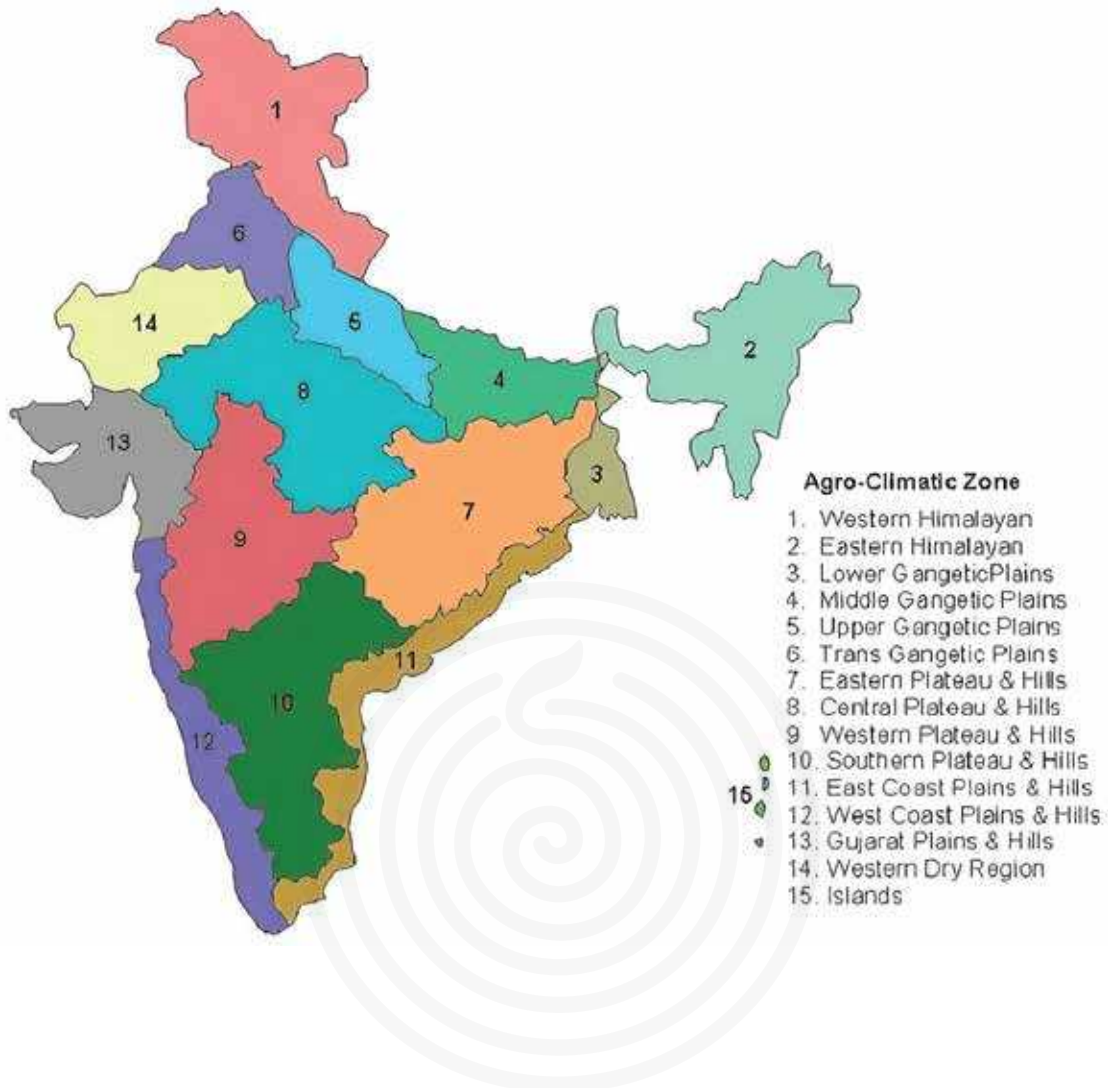 1
6
14
5
2
8
4
13
3
7
9
11
10
12
15
Agro-Climatic Zone
1. Western Himalayan
2. Eastern Himalayan
3. Lower GangeticPlains
4. Middle Gangetic Plains
5. Upper Gangetic Plains
6. Trans Gangetic Plains
7. Eastern Plateau & Hills
8. Central Plateau & Hills
9 Western Plateau & Hills
10. Southern Plateau & Hills
11. East Coast Plains & Hills
12. West Coast Plains & Hills
13. Gujarat Plains & Hills
14. Western Dry Region
15. Islands